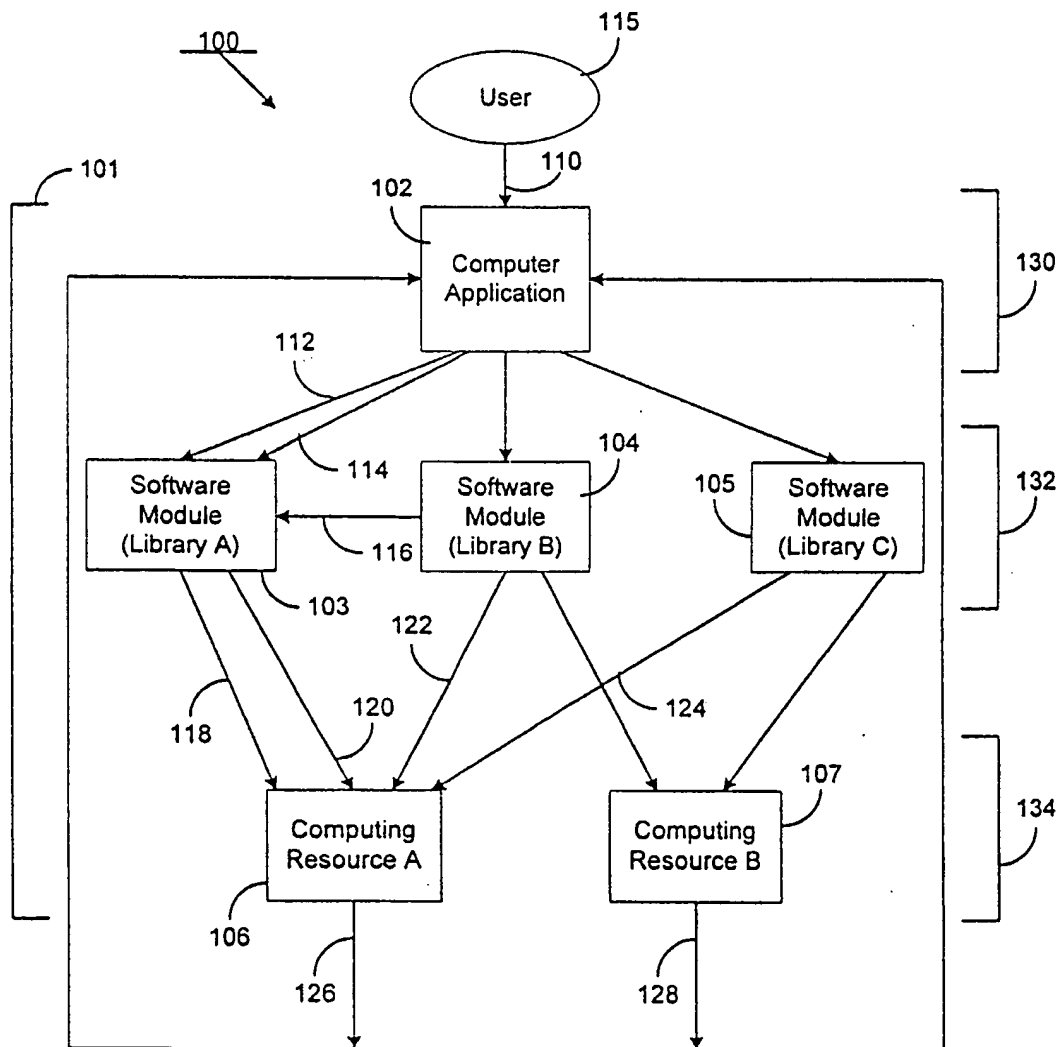 100
115
User
110
101
102
Computer
Application
130
112
114
104
105
132
Software
Module
(Library A)
Software
Module
(Library B)
Software
Module
(Library C)
116
103
122
118
120
124
107
134
Computing
Resource A
Computing
Resource B
106
126
128